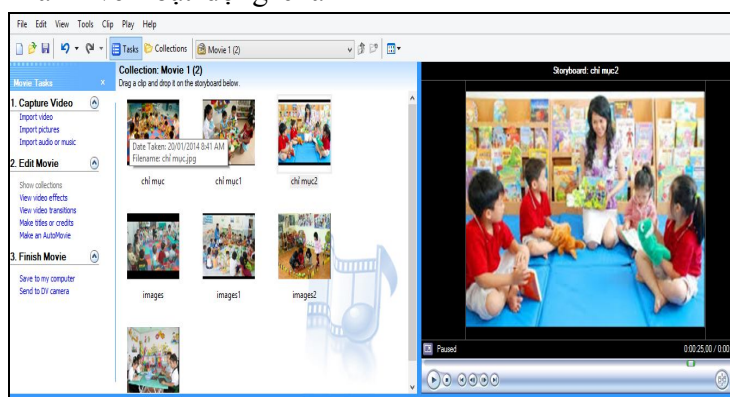 File Edit View Tools Clip Play Help
Tasks Collections Movie 1 (2)
Movie Tasks
Collection: Movie 1 (2)
Drag a clip and drop it on the storyboard below.
Storyboard: chỉ mục2
1. Capture Video
Import video
Import pictures
Import audio or music
2. Edit Movie
Show collections
View video effects
View video transitions
Make titles or credits
Make an AutoMovie
3. Finish Movie
Save to my computer
Send to DV camera
Date Taken: 20/01/2014 8:41 AM
Filename: chỉ mục.jpg
chỉ mục
chỉ mục1
chỉ mục2
images
images1
images2
Paused
0:00:25,00 / 0:00